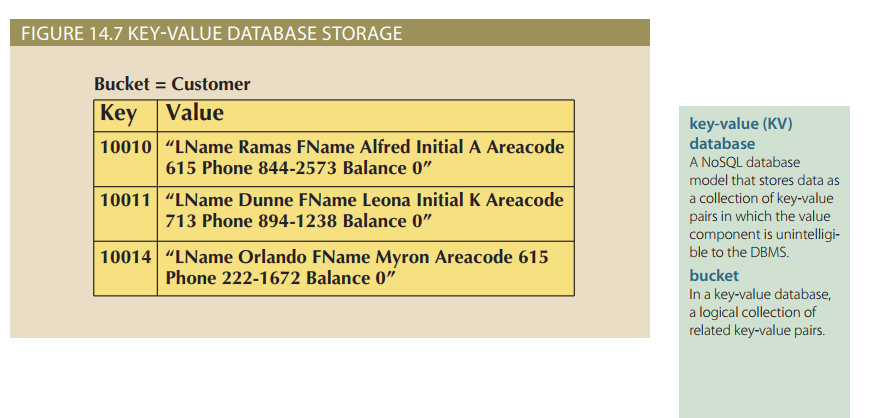 FIGURE 14.7 KEY-VALUE DATABASE STORAGE
Bucket = Customer
Key Value
10010 “LName Ramas FName Alfred Initial A Areacode
615 Phone 844-2573 Balance 0”
10011 “LName Dunne FName Leona Initial K Areacode
713 Phone 894-1238 Balance 0”
10014 “LName Orlando FName Myron Areacode 615
Phone 222-1672 Balance 0”
key-value (KV)
database
A NoSQL database
model that stores data as
a collection of key-value
pairs in which the value
component is unintelligi-
ble to the DBMS.
bucket
In a key-value database,
a logical collection of
related key-value pairs.